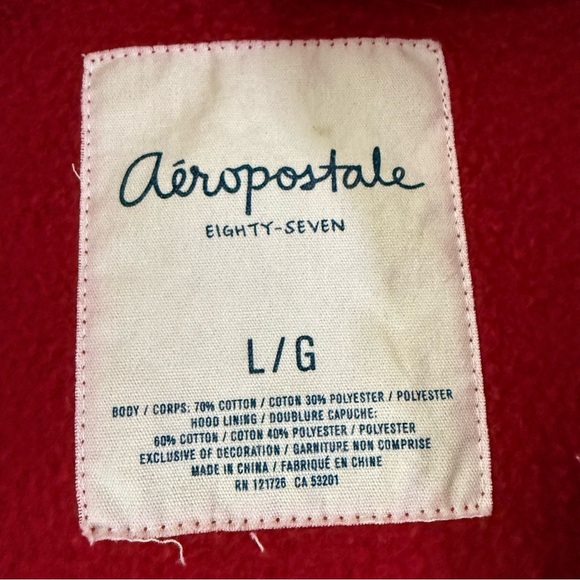 aéropostale
EIGHTY-SEVEN
L/G
BODY / CORPS: 70% COTTON / COTON 30% POLYESTER / POLYESTER
HOOD LINING / DOUBLURE CAPUCHE:
60% COTTON / COTON 40% POLYESTER / POLYESTER
EXCLUSIVE OF DECORATION / GARNITURE NON COMPRISE
MADE IN CHINA / FABRIQUÉ EN CHINE
RN 121726 CA 53201